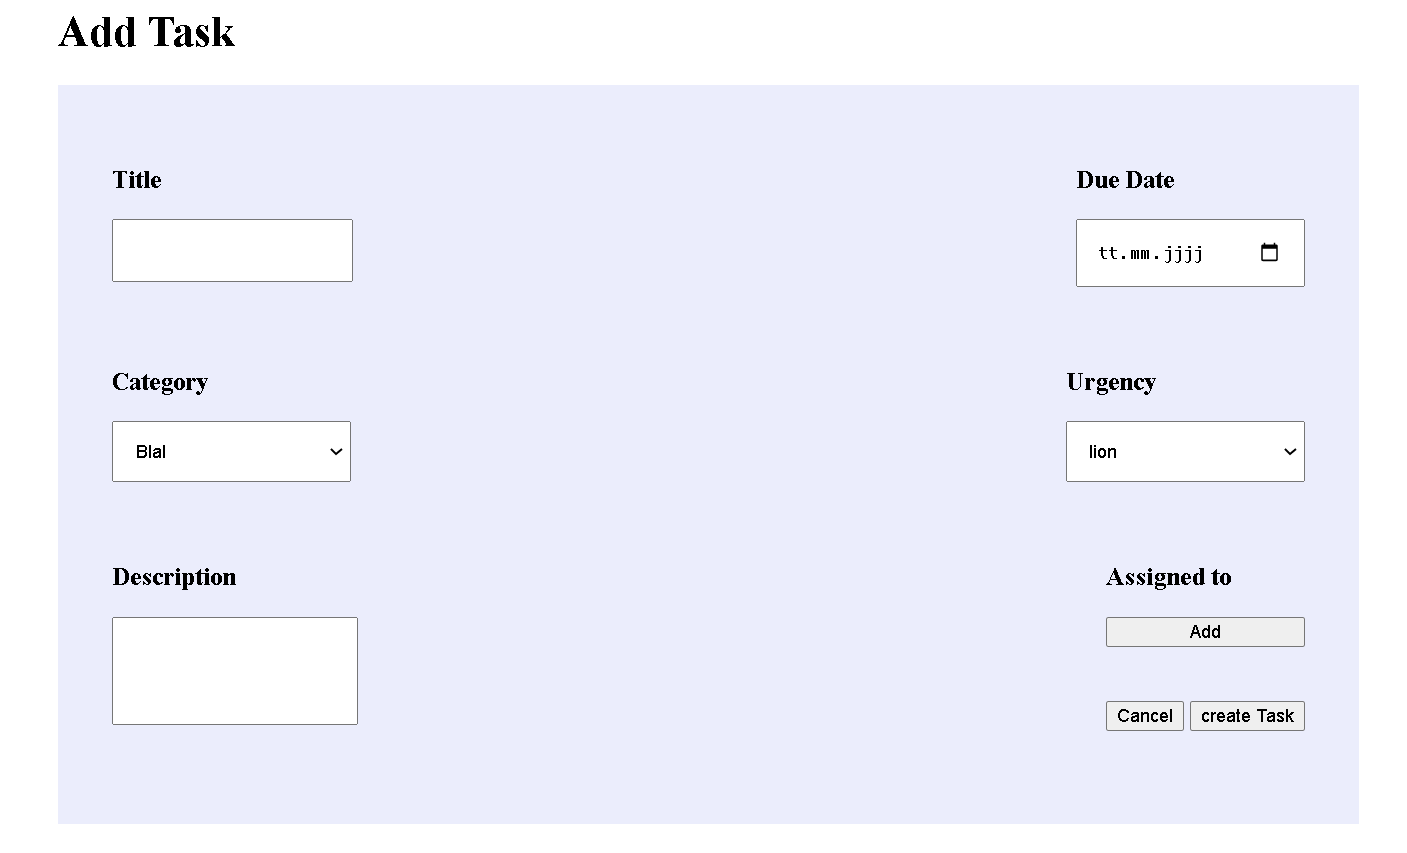 Add Task
Title
Due Date
tt.mm.jjjj
Category
Urgency
Blal
lion
Description
Assigned to
Add
Cancel
create Task